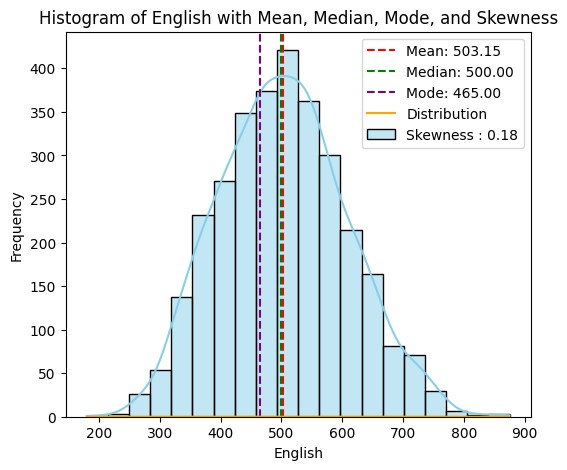 Histogram of English with Mean, Median, Mode, and Skewness
Mean: 503.15
Median: 500.00
Mode: 465.00
Distribution
Skewness : 0.18
400
350
300
250
200
150
100
50
0
Frequency
200 300 400 500 600 700 800 900
English